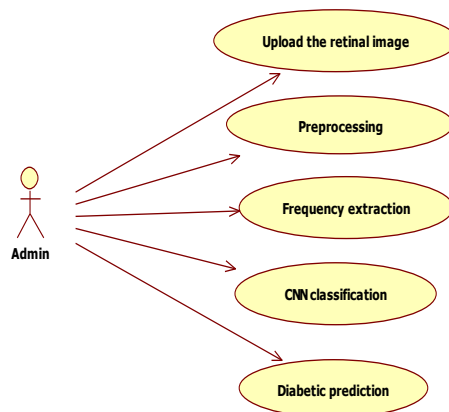 Upload the retinal image
Preprocessing
Frequency extraction
Admin
CNN classification
Diabetic prediction